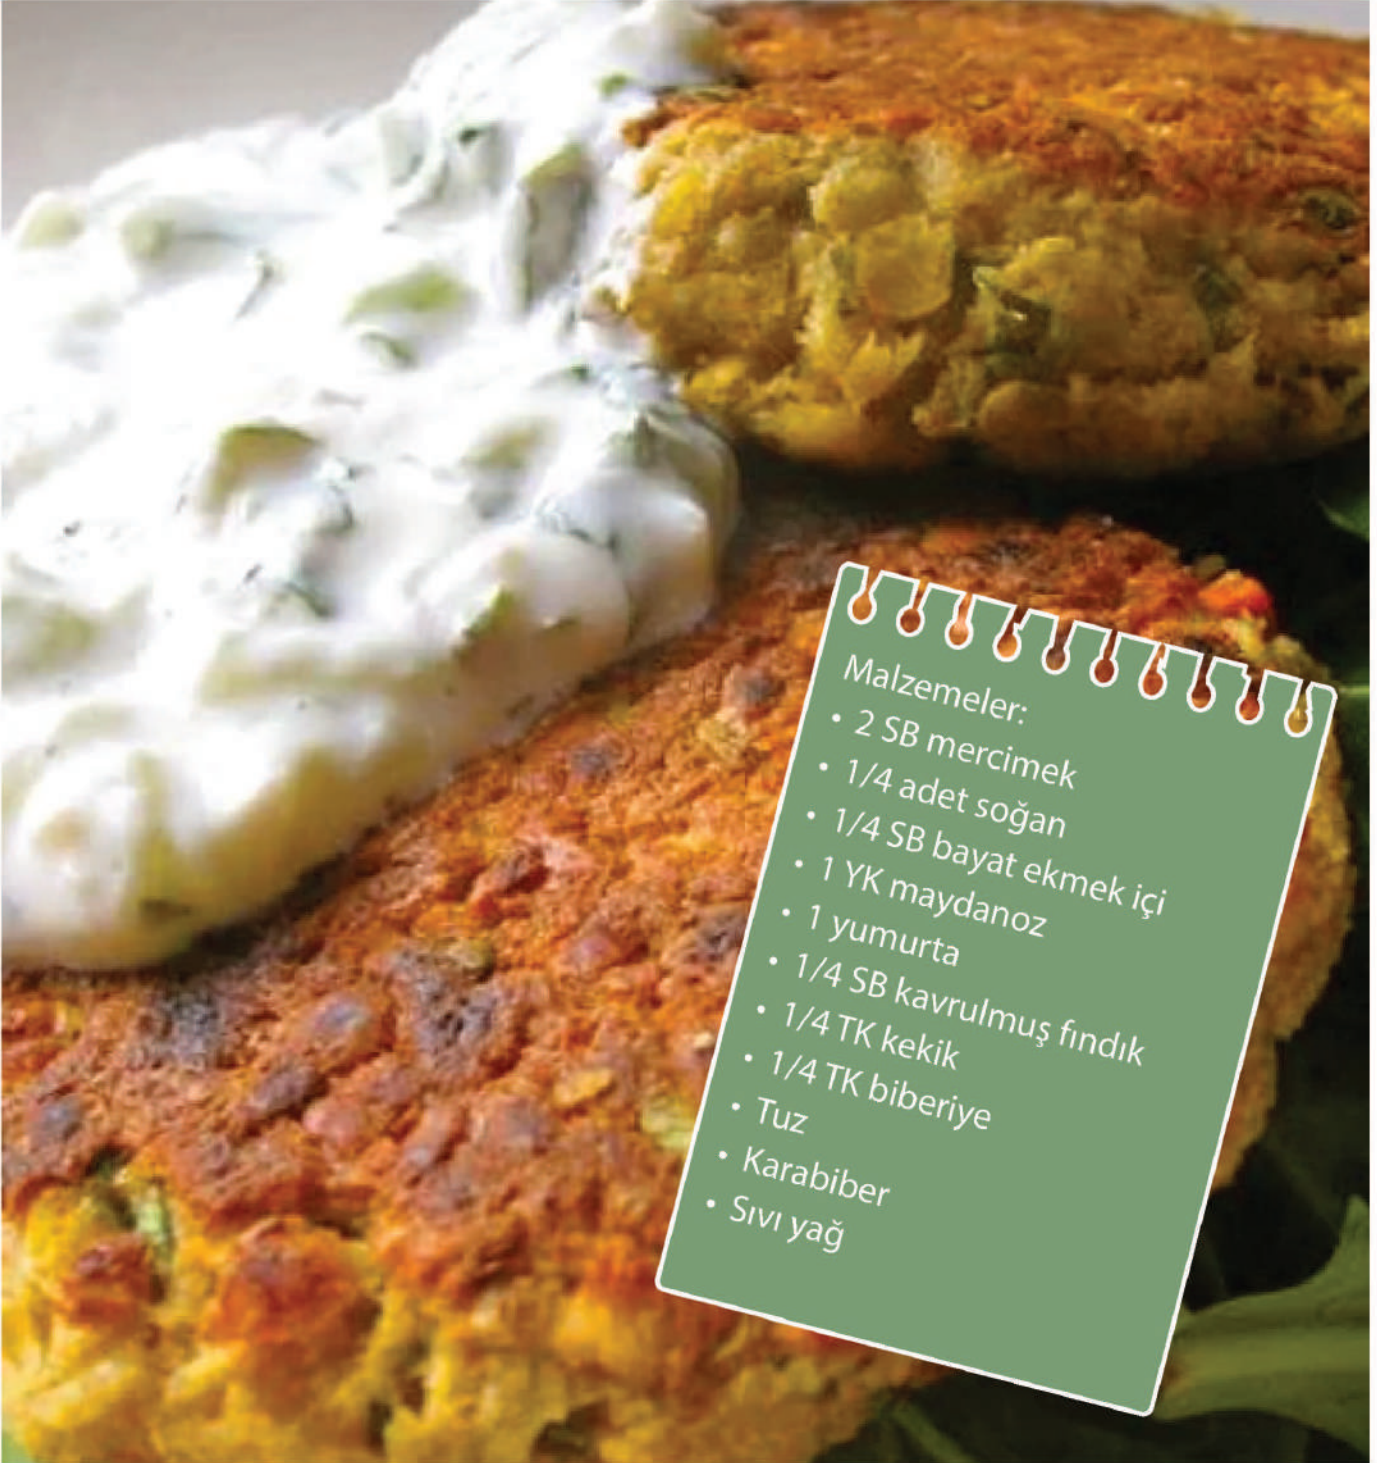 Malzemeler:
• 2 SB mercimek
• 1/4 adet soğan
• 1/4 SB bayat ekmek içi
• 1 YK maydanoz
• 1 yumurta
• 1/4 SB kavrulmuş fındık
• 1/4 TK kekik
• 1/4 TK biberiye
• Tuz
• Karabiber
• Sıvı yağ